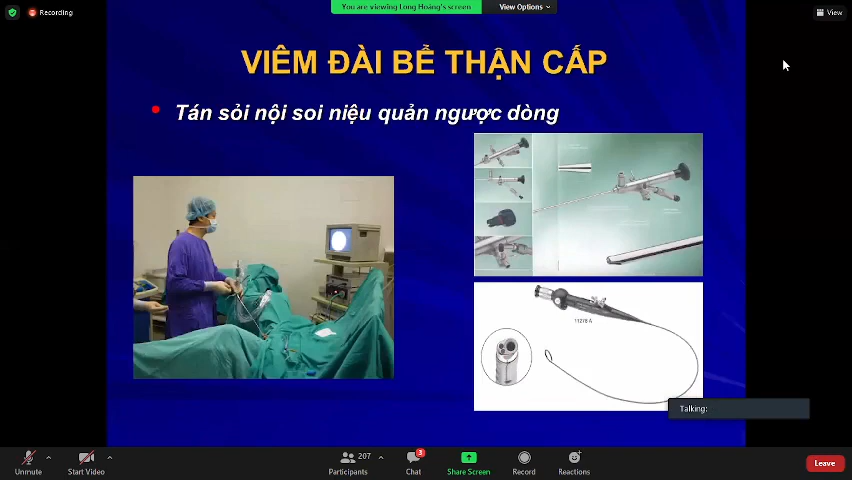 Recording
You are viewing Long Hoang's screen
View Options
View
VIÊM ĐÀI BỂ THẬN CẤP
Tán sỏi nội soi niệu quản ngược dòng
11278 A
Talking:
Unmute
Start Video
207
Participants
3
Chat
Share Screen
Record
Reactions
Leave